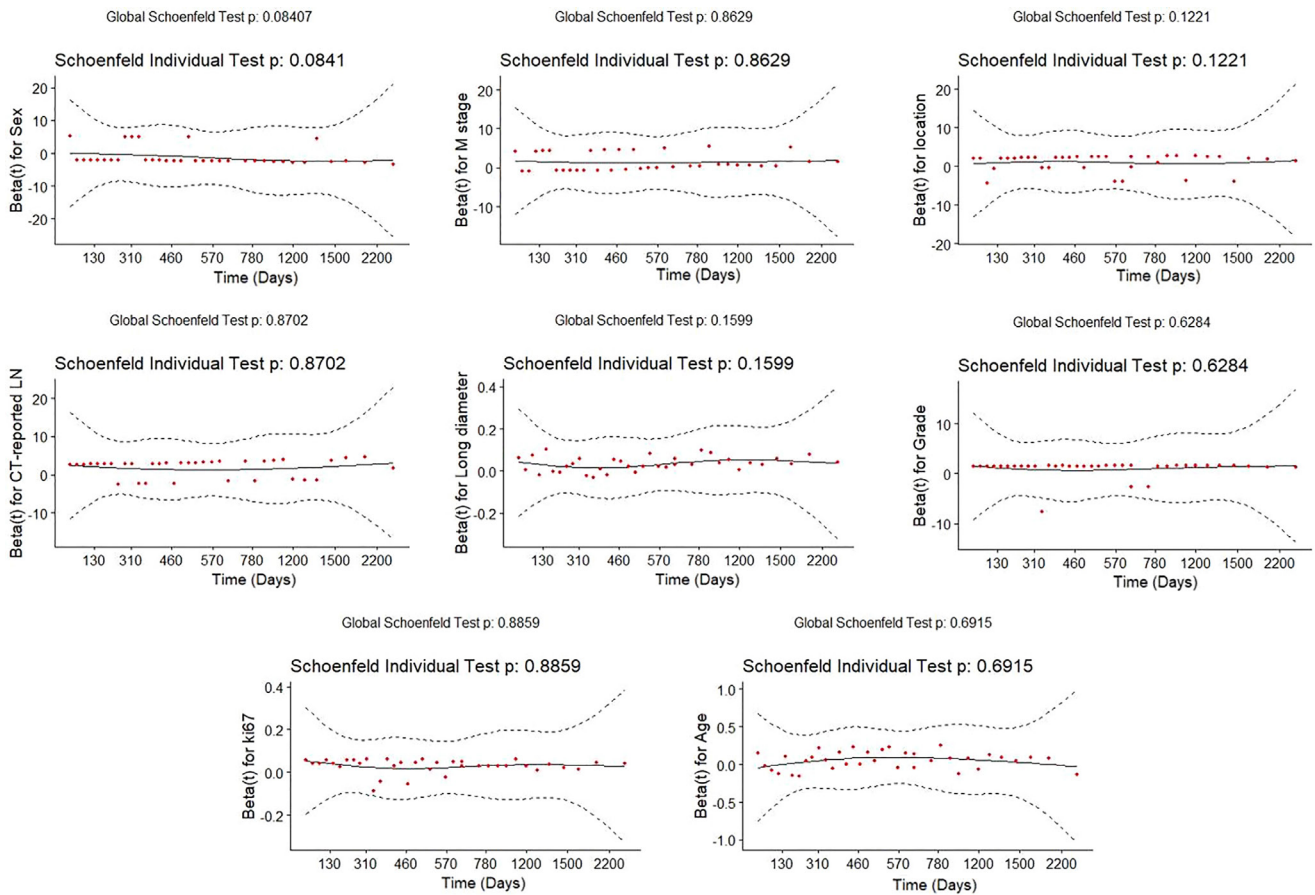 Global Schoenfeld Test p: 0.08407
Schoenfeld Individual Test p: 0.0841
Beta(t) for Sex
20
10
0
-10
-20
130 310 460 570 780 1200 1500 2200
Time (Days)
Global Schoenfeld Test p: 0.8629
Schoenfeld Individual Test p: 0.8629
Beta(t) for M stage
20
10
0
-10
130 310 460 570 780 1200 1500 2200
Time (Days)
Global Schoenfeld Test p: 0.1221
Schoenfeld Individual Test p: 0.1221
Beta(t) for location
20
10
0
-10
-20
130 310 460 570 780 1200 1500 2200
Time (Days)
Global Schoenfeld Test p: 0.8702
Schoenfeld Individual Test p: 0.8702
Beta(t) for CT-reported LN
20
10
0
-10
130 310 460 570 780 1200 1500 2200
Time (Days)
Global Schoenfeld Test p: 0.1599
Schoenfeld Individual Test p: 0.1599
Beta(t) for Long diameter
0.4
0.2
0.0
-0.2
130 310 460 570 780 1200 1500 2200
Time (Days)
Global Schoenfeld Test p: 0.6284
Schoenfeld Individual Test p: 0.6284
Beta(t) for Grade
10
0
-10
130 310 460 570 780 1200 1500 2200
Time (Days)
Global Schoenfeld Test p: 0.8859
Schoenfeld Individual Test p: 0.8859
Beta(t) for ki67
0.4
0.2
0.0
-0.2
130 310 460 570 780 1200 1500 2200
Time (Days)
Global Schoenfeld Test p: 0.6915
Schoenfeld Individual Test p: 0.6915
Beta(t) for Age
1.0
0.5
0.0
-0.5
-1.0
130 310 460 570 780 1200 1500 2200
Time (Days)